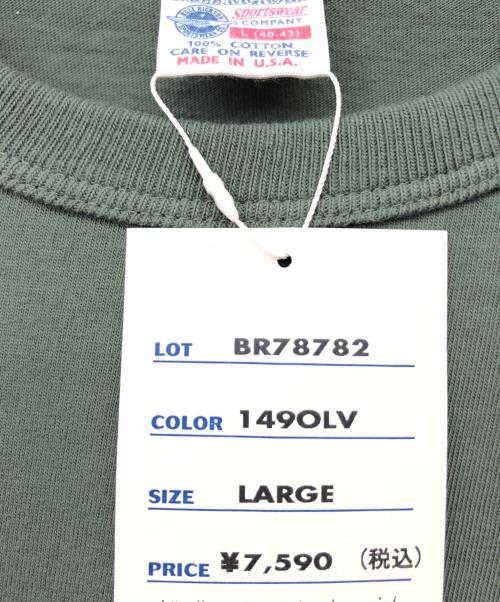 Sportswear
COMPANY
L (40-42)
100% COTTON
CARE ON REVERSE
MADE IN U.S.A.
LOT BR78782
COLOR 149OLV
SIZE LARGE
PRICE ¥7,590 (税込)